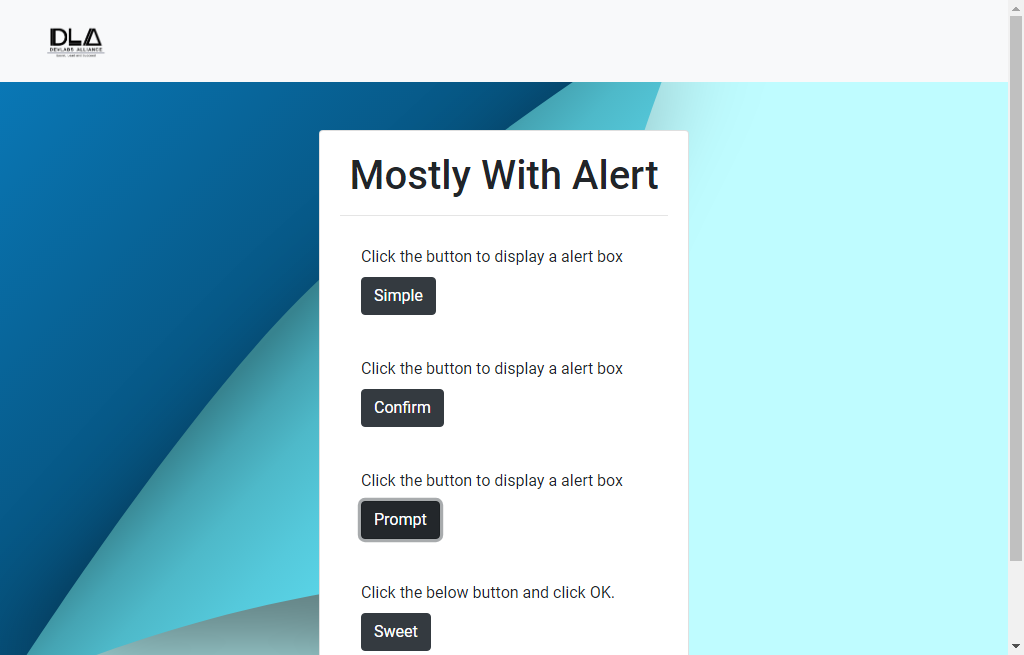 DLA
DEVLABS ALLIANCE
Mostly With Alert
Click the button to display a alert box
Simple
Click the button to display a alert box
Confirm
Click the button to display a alert box
Prompt
Click the below button and click OK.
Sweet